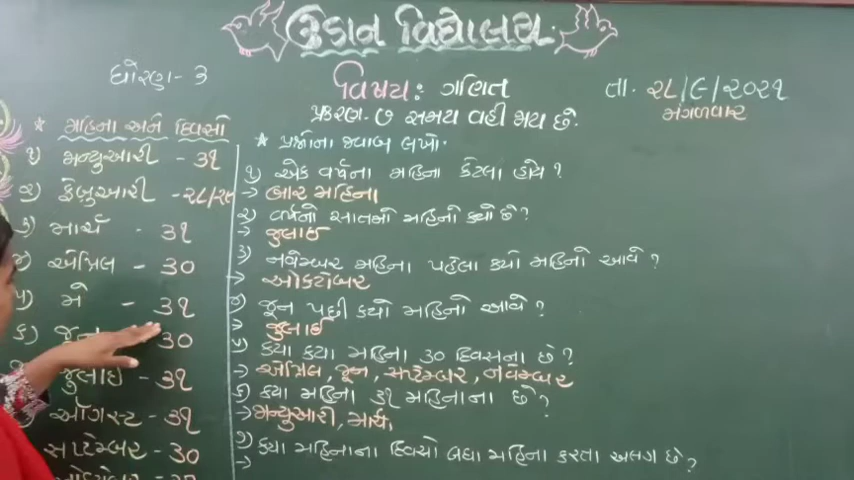 ઉડાન વિદ્યાલય
ધોરણ - 3
વિષય: ગણિત
તા. ૨૮/૯/૨૦૨૧
મંગળવાર
પ્રકરણ. ૭ સમય વહી જાય છે.
* મહિના અને દિવસો
૧) જાન્યુઆરી - ૩૧
૨) ફેબ્રુઆરી - ૨૮/૨૯
૩) માર્ચ - ૩૧
૪) એપ્રિલ - ૩૦
૫) મે - ૩૧
૬) જૂન ૩૦
જુલાઈ - ૩૧
ઓગસ્ટ - ૩૧
સપ્ટેમ્બર - ૩૦
* પ્રશ્નોના જવાબ લખો.
૧) એક વર્ષના મહિના કેટલા હોય ?
→ બાર મહિના
૨) વર્ષનો સાતમો મહિનો ક્યો છે ?
→ જુલાઈ
૩) નવેમ્બર મહિના પહેલા ક્યો મહિનો આવે ?
→ ઓક્ટોબર
૪) જૂન પછી ક્યો મહિનો આવે ?
→ જુલાઈ
૫) ક્યા ક્યા મહિના ૩૦ દિવસના છે ?
→ એપ્રિલ, જૂન, સપ્ટેમ્બર, નવેમ્બર
૬) ક્યા મહિના ૩૧ મહિનાના છે ?
→ જાન્યુઆરી, માર્ચ,
૭) ક્યા મહિનાના દિવસો બધા મહિના કરતા અલગ છે ?
→